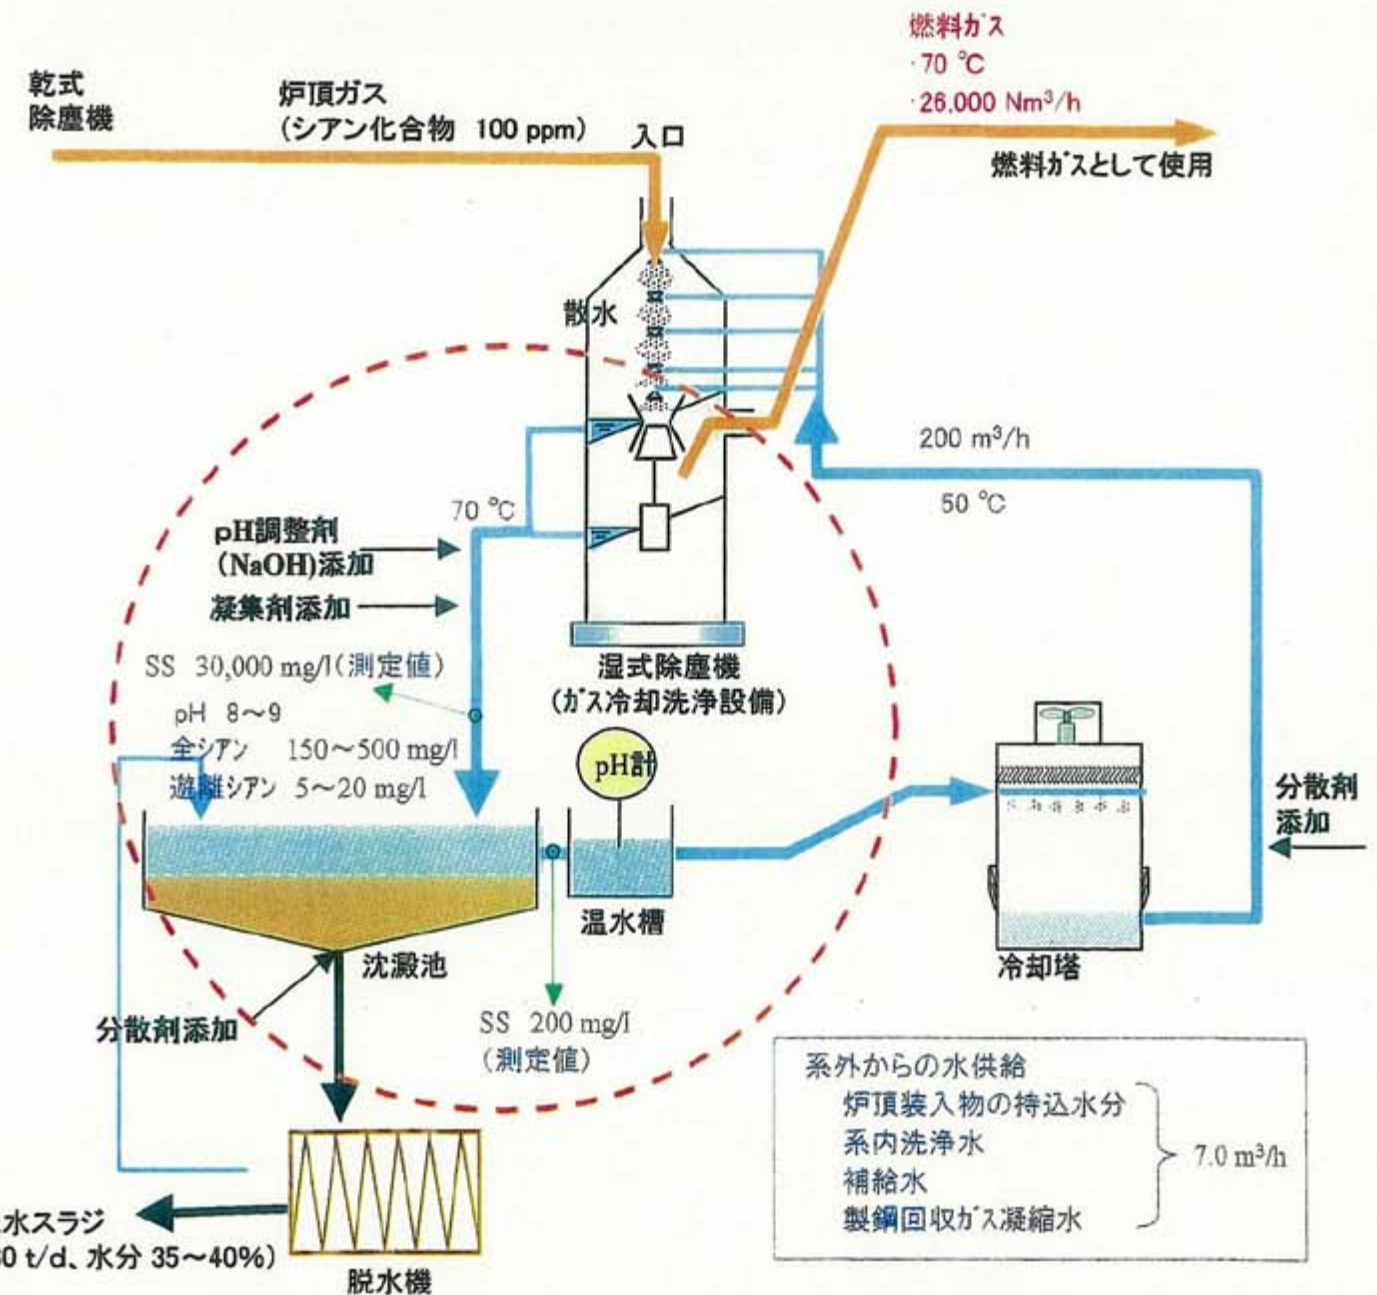 燃料ガス
·70 ℃
·26,000 Nm³/h
乾式
除塵機
炉頂ガス
(シアン化合物 100 ppm)
入口
燃料ガスとして使用
散水
200 m³/h
50 ℃
70 ℃
pH調整剤
(NaOH)添加
凝集剤添加
SS 30,000 mg/l(測定値)
pH 8～9
全シアン 150～500 mg/l
遊離シアン 5～20 mg/l
湿式除塵機
(ガス冷却洗浄設備)
pH計
分散剤
添加
温水槽
沈澱池
冷却塔
分散剤添加
SS 200 mg/l
(測定値)
系外からの水供給
炉頂装入物の持込水分
系内洗浄水
補給水
製鋼回収ガス凝縮水
7.0 m³/h
水スラジ
0 t/d、水分 35～40%)
脱水機